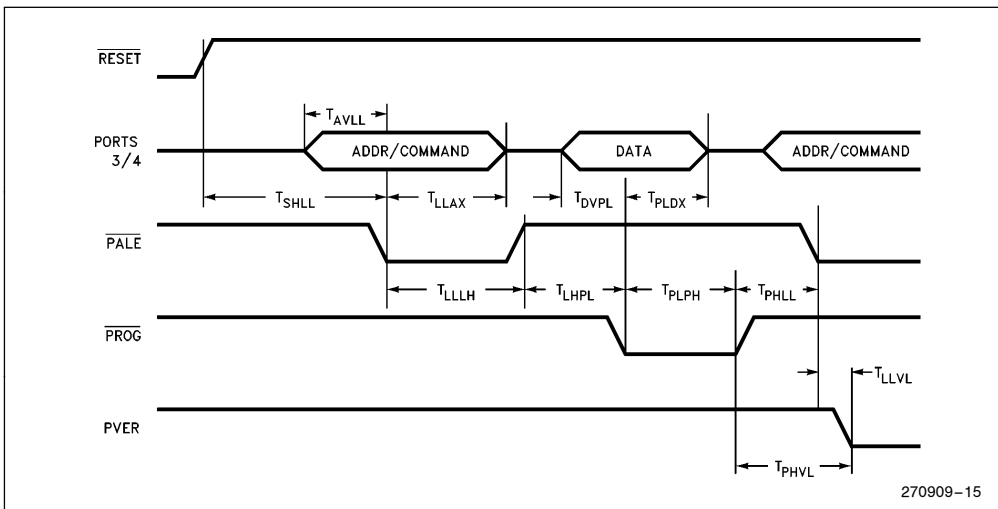 RESET
T_AVLL
PORTS 3/4
ADDR/COMMAND
DATA
ADDR/COMMAND
T_SHLL
T_LLAX
T_DVPL
T_PLDX
PALE
T_LLLH
T_LHPL
T_PLPH
T_PHLL
PROG
T_LLVL
PVER
T_PHVL
270909–15